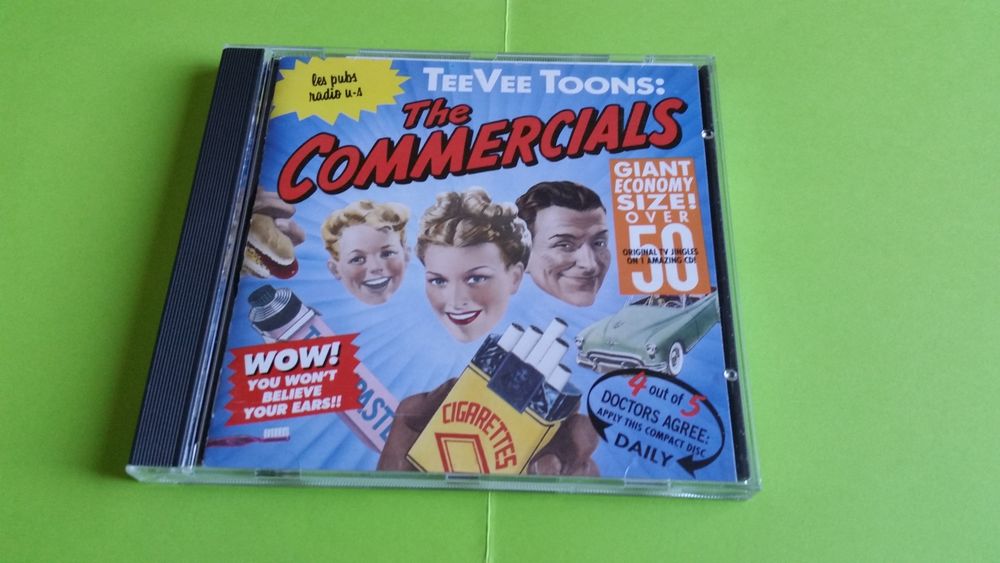 les pubs
radio u-s
TEEVEE TOONS:
The
COMMERCIALS
GIANT
ECONOMY
SIZE!
OVER
50
ORIGINAL TV JINGLES
ON 1 AMAZING CD!
WOW!
YOU WON'T
BELIEVE
YOUR EARS!!
PASTE
CIGARETTES
4 out of 5
DOCTORS AGREE:
APPLY THIS COMPACT DISC
DAILY